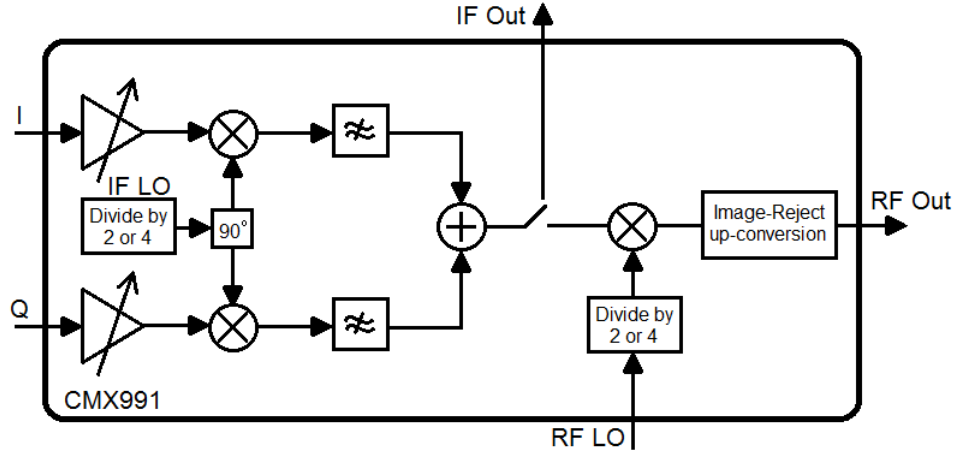 IF Out
I
IF LO
Divide by
2 or 4
90°
Image-Reject
up-conversion
RF Out
Q
Divide by
2 or 4
CMX991
RF LO